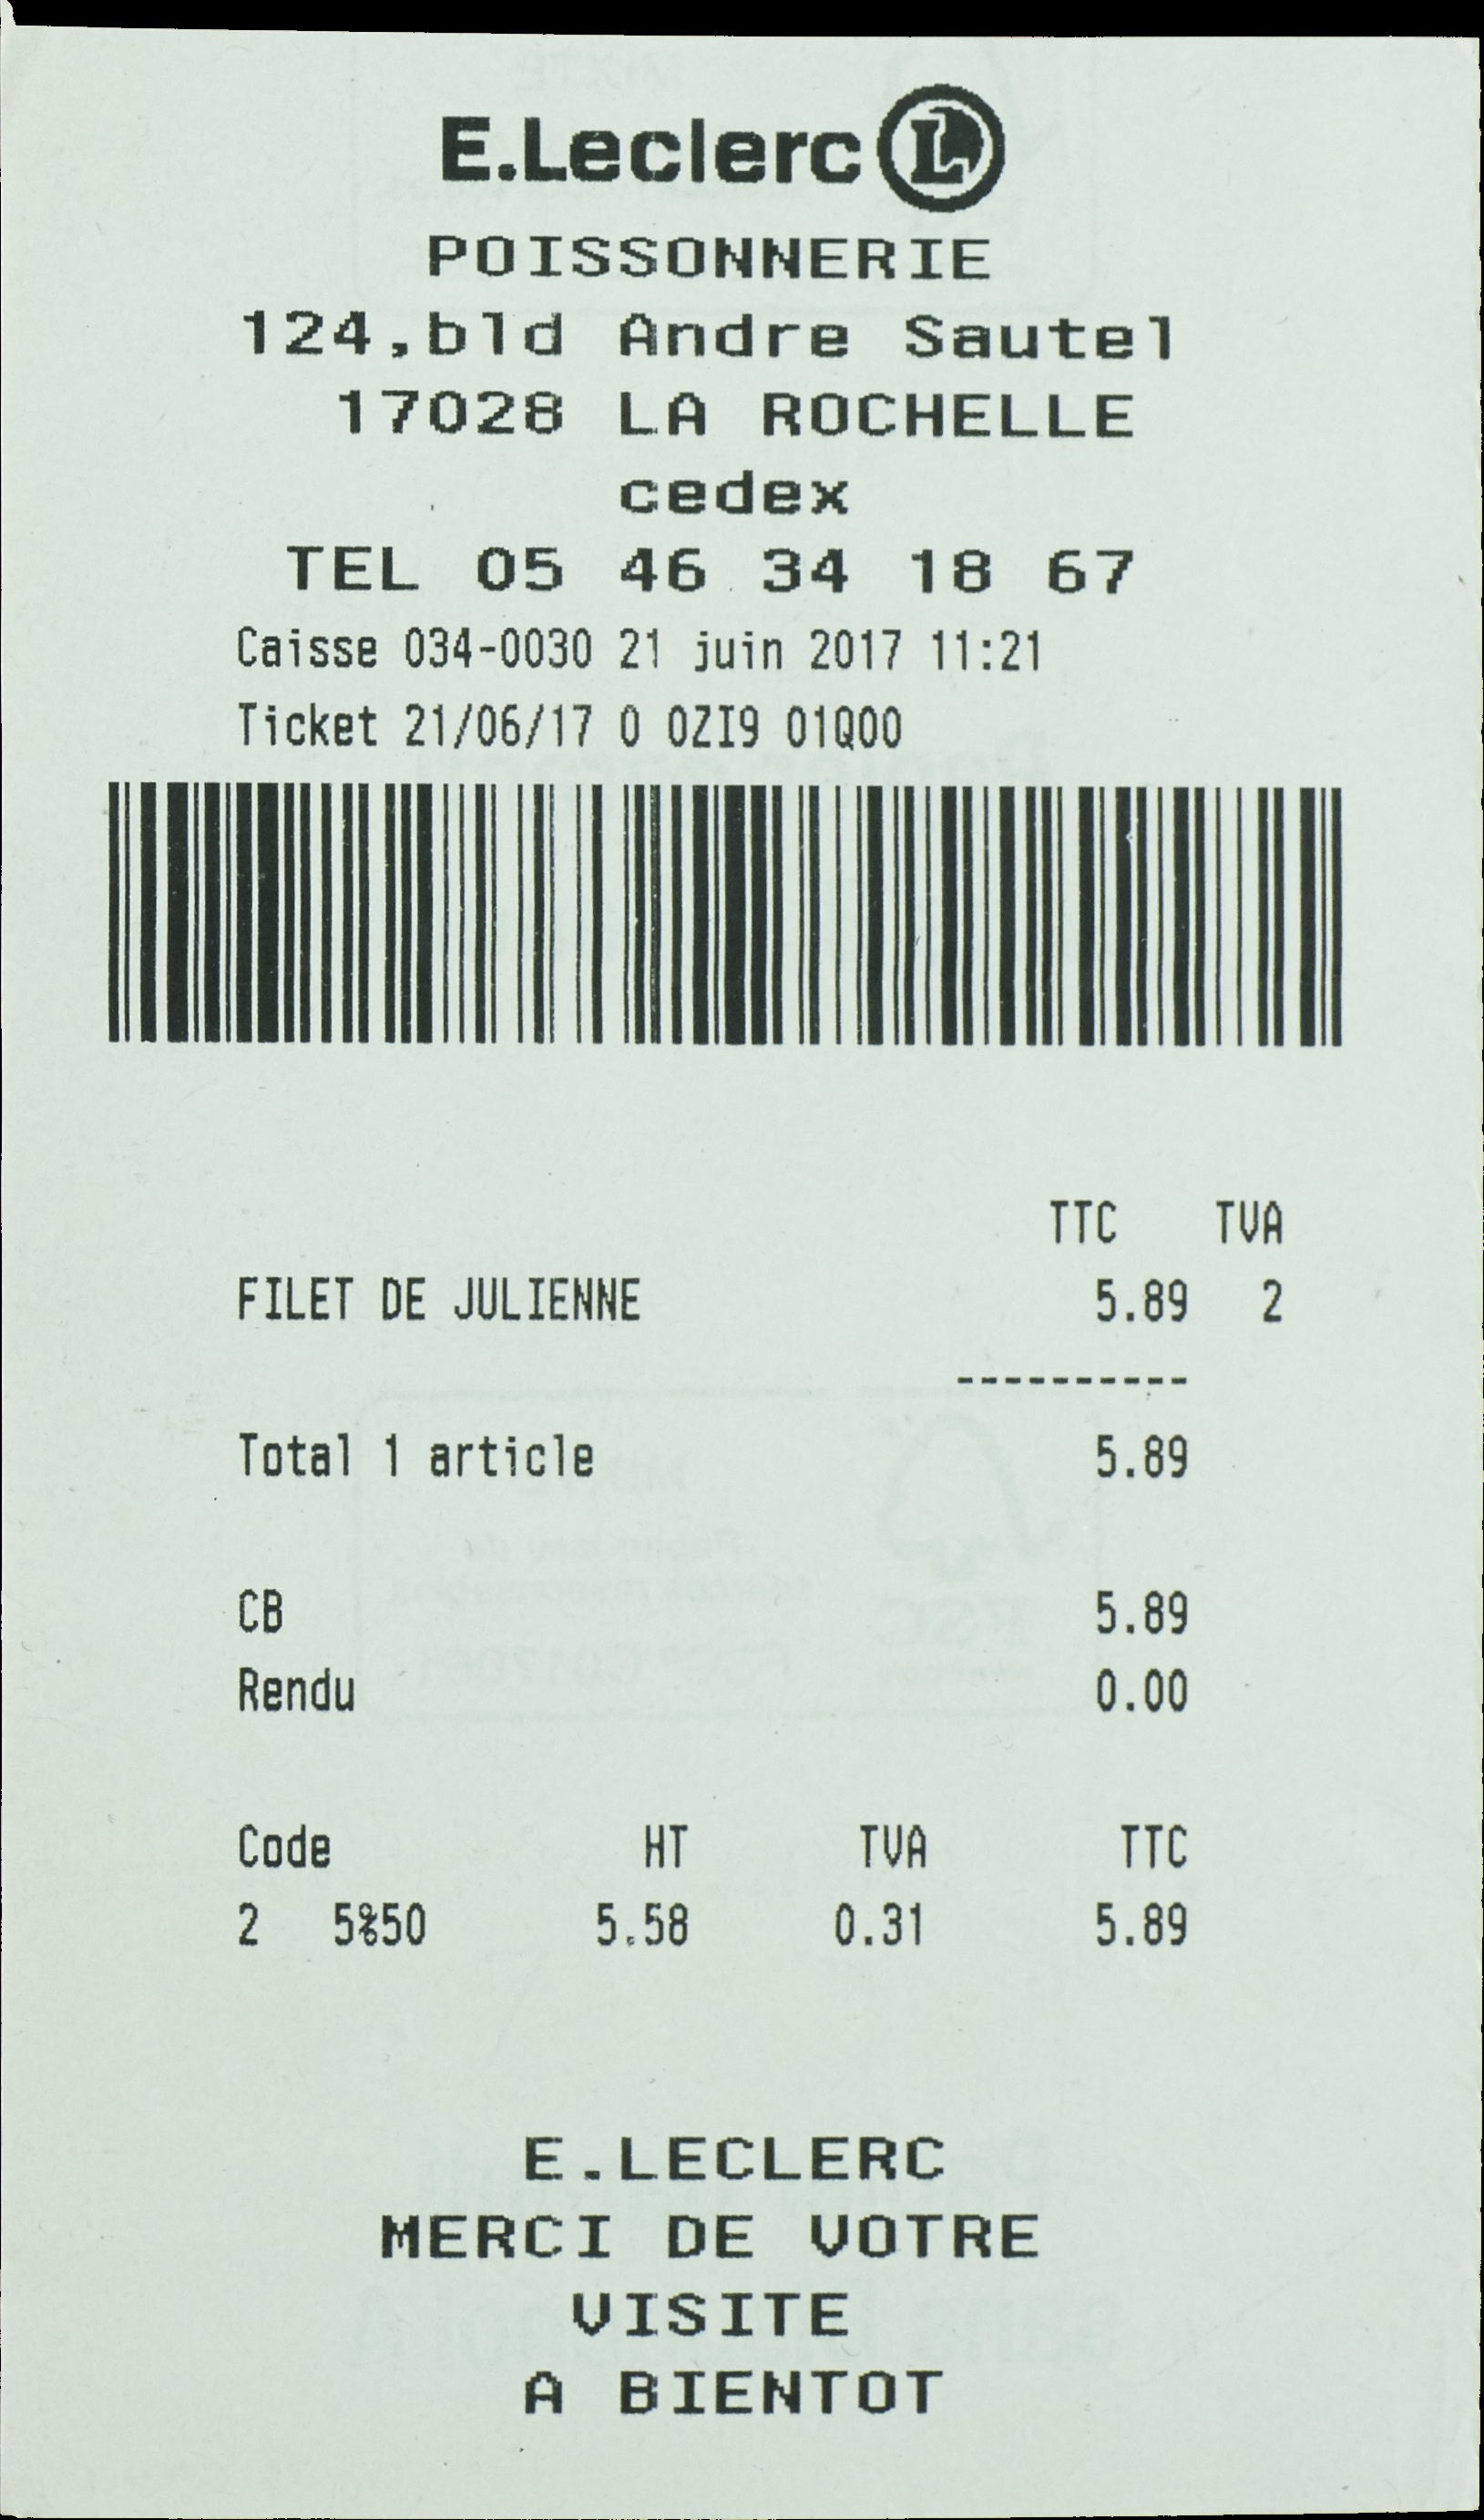 E.Leclerc L
POISSONNERIE
124,bld Andre Sautel
17028 LA ROCHELLE
cedex
TEL 05 46 34 18 67
Caisse 034-0030 21 juin 2017 11:21
Ticket 21/06/17 0 0ZI9 01Q00
TTC TVA
FILET DE JULIENNE 5.89 2
----------
Total 1 article 5.89
CB 5.89
Rendu 0.00
Code HT TVA TTC
2 5%50 5.58 0.31 5.89
E.LECLERC
MERCI DE VOTRE
VISITE
A BIENTOT